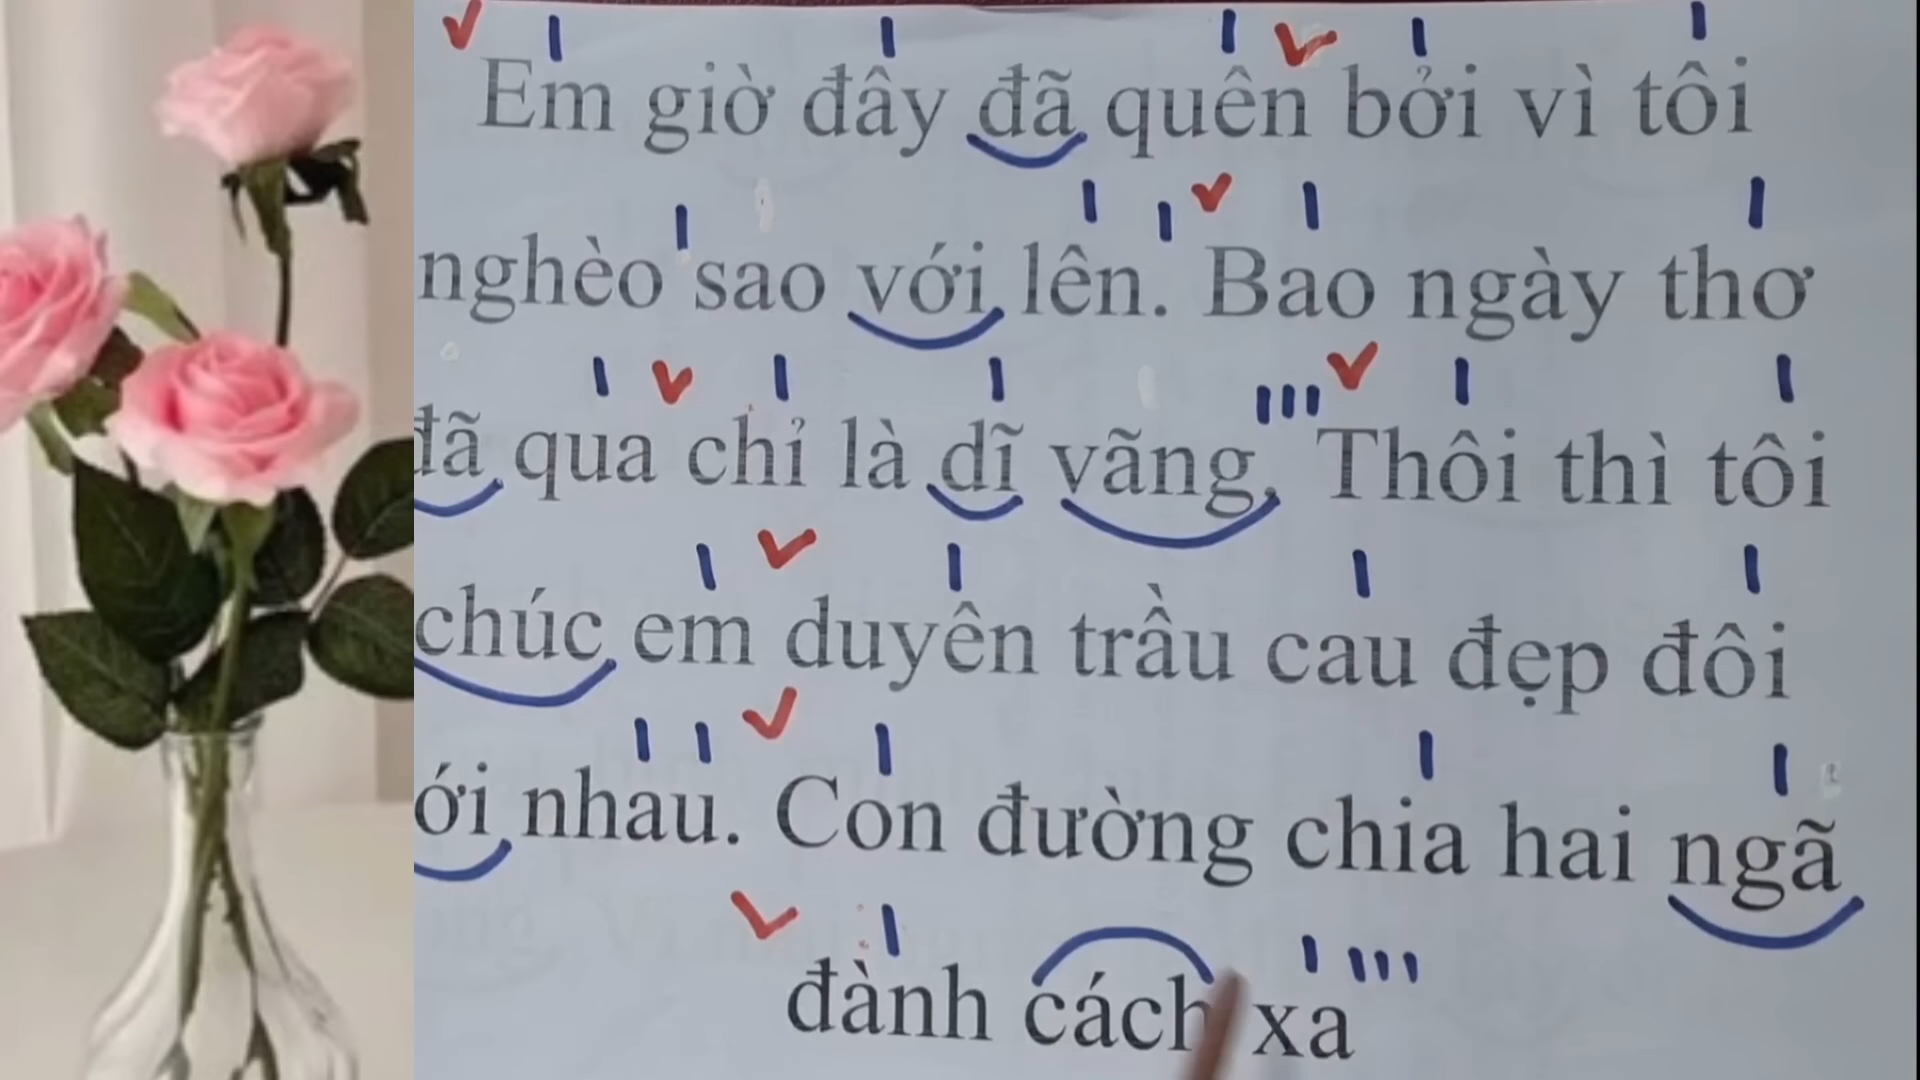 Em giờ đây đã quên bởi vì tôi
nghèo sao với lên. Bao ngày thơ
đã qua chỉ là dĩ vãng, Thôi thì tôi
chúc em duyên trầu cau đẹp đôi
ới nhau. Con đường chia hai ngã
đành cách xa